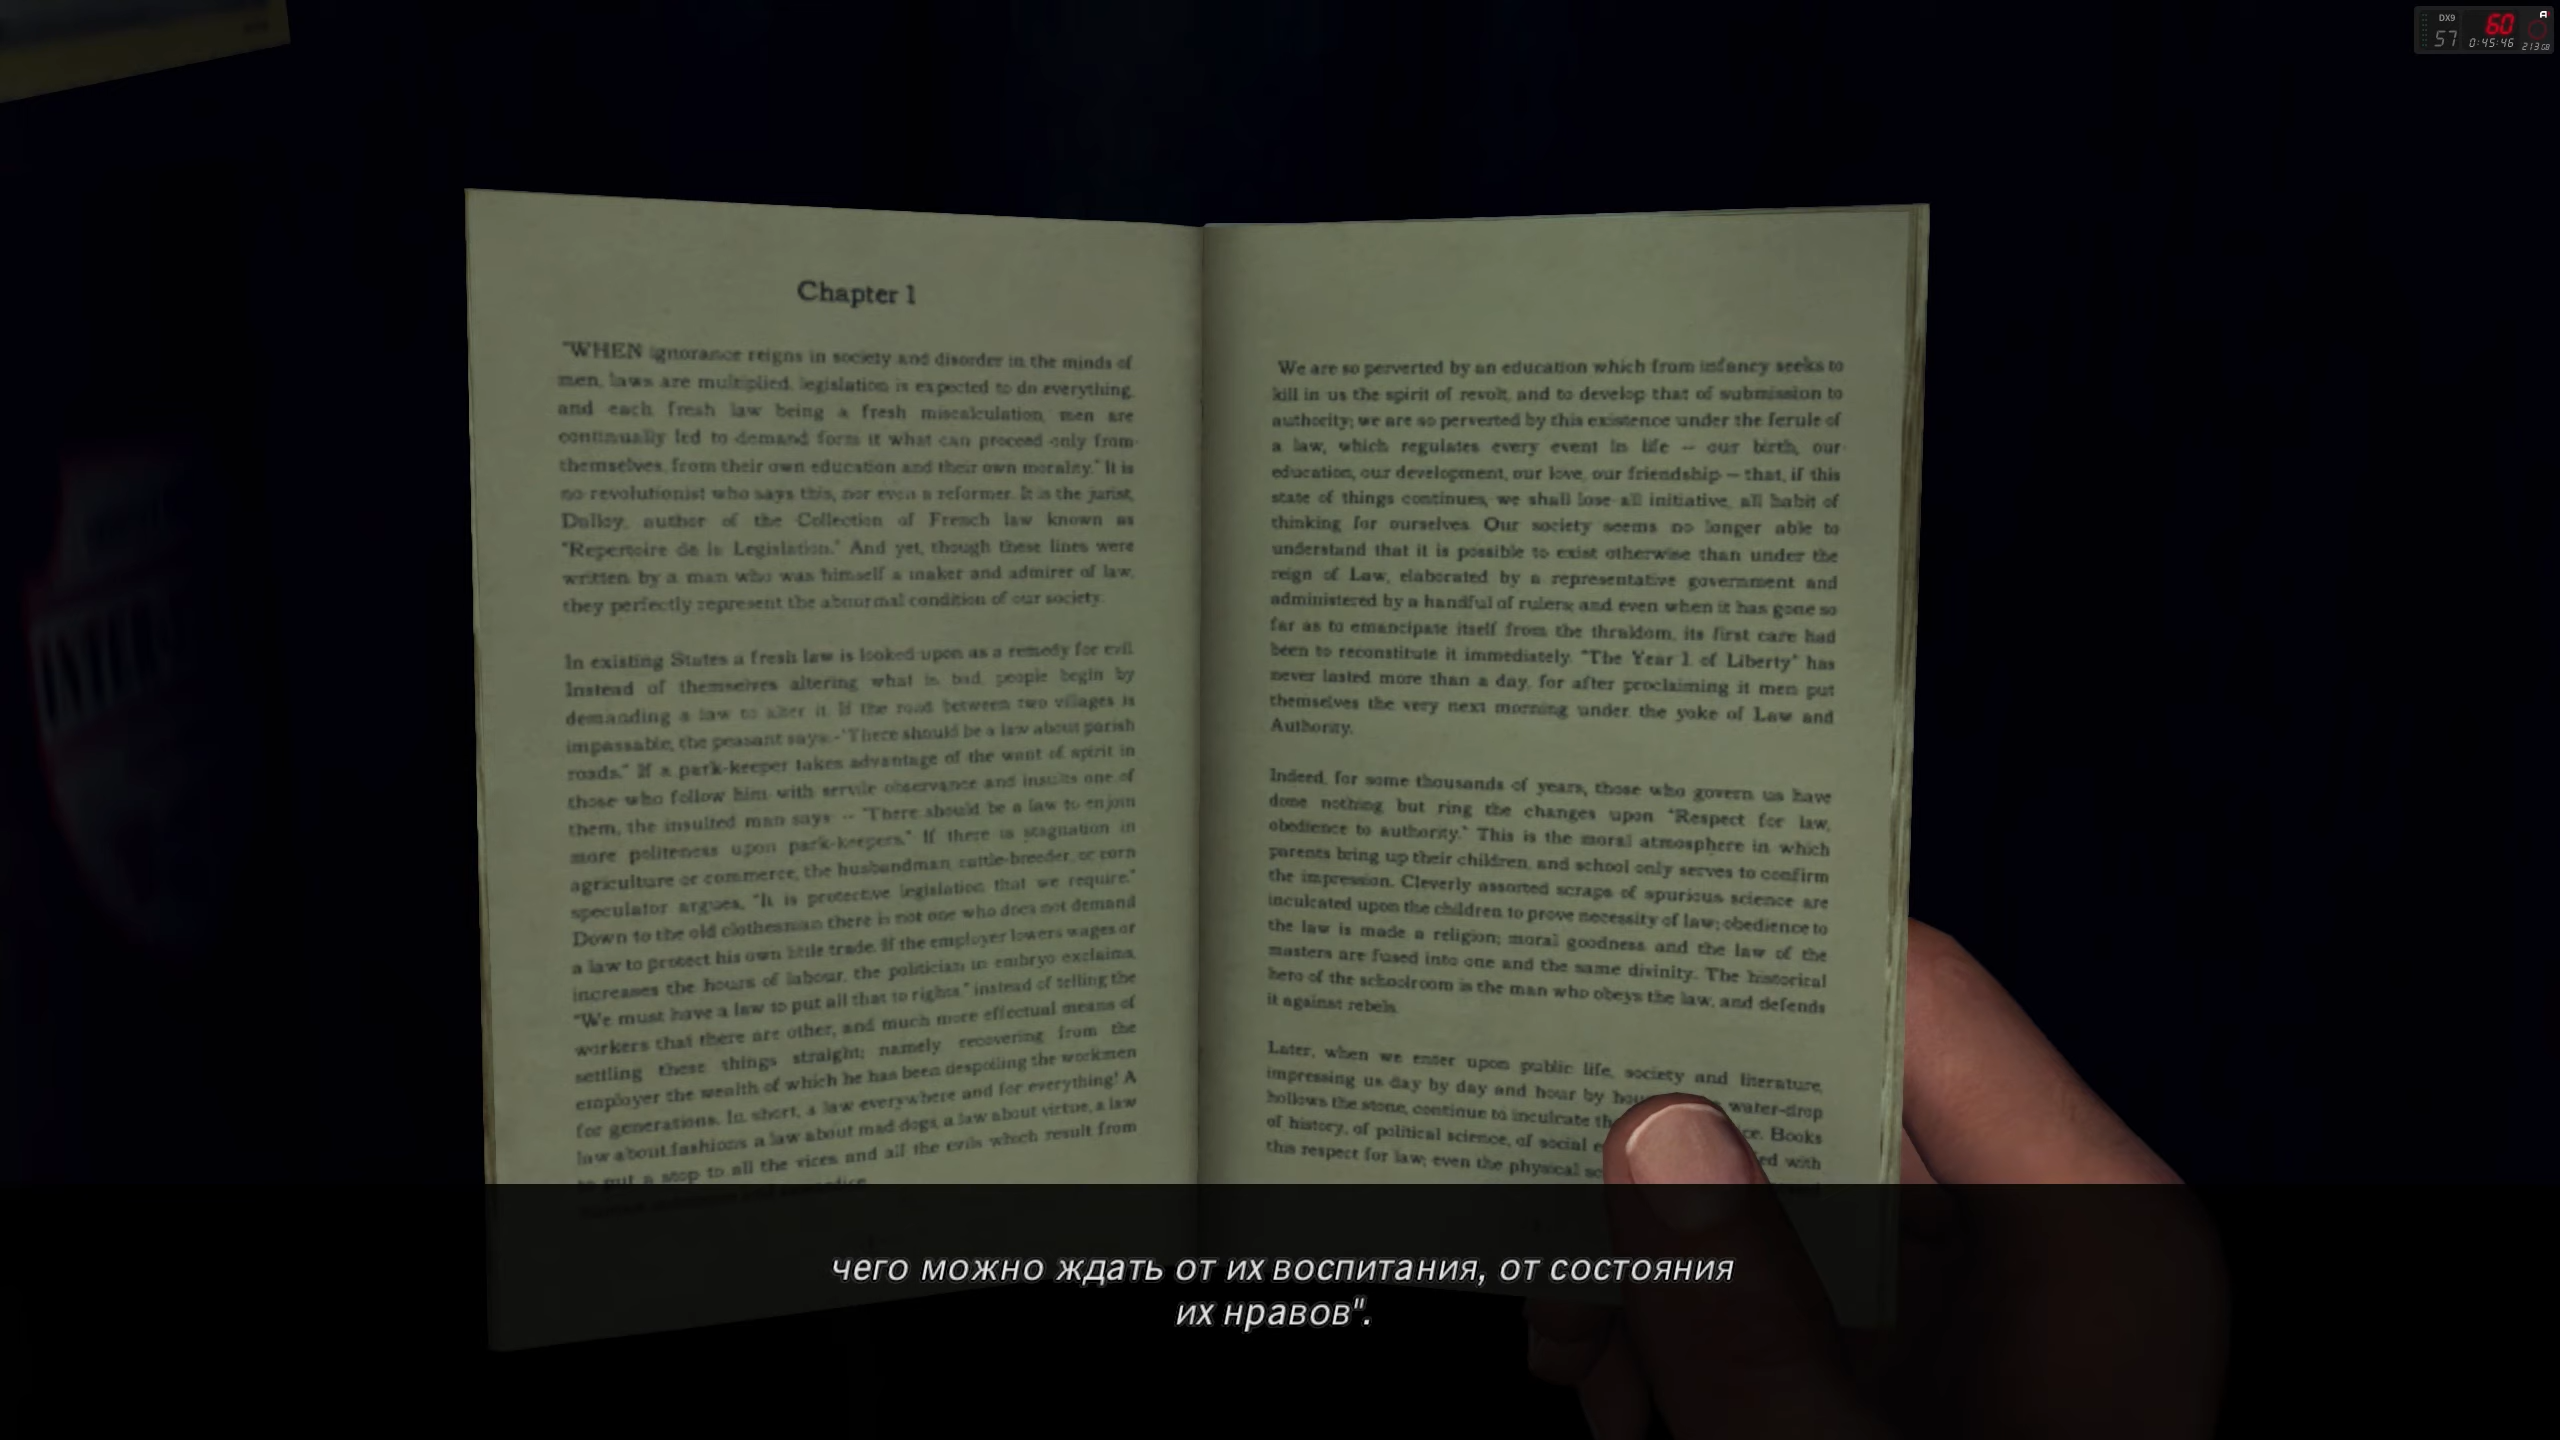 DX9
60
57
0:45:46
213 GB
Chapter 1
"WHEN ignorance reigns in society and disorder in the minds of
men, laws are multiplied, legislation is expected to do everything,
and each fresh law being a fresh miscalculation, men are
continually led to demand form it what can proceed only from
themselves, from their own education and their own morality." It is
no revolutionist who says this, nor even a reformer. It is the jurist,
Dalloy, author of the Collection of French law known as
"Repertoire de la Legislation." And yet, though these lines were
written by a man who was himself a maker and admirer of law,
they perfectly represent the abnormal condition of our society.
In existing States a fresh law is looked upon as a remedy for evil.
Instead of themselves altering what is bad, people begin by
demanding a law to alter it. If the road between two villages is
impassable, the peasant says:-"There should be a law about parish
roads." If a park-keeper takes advantage of the want of spirit in
those who follow him with servile observance and insults one of
them, the insulted man says -- "There should be a law to enjoin
more politeness upon park-keepers." If there is stagnation in
agriculture or commerce, the husbandman, cattle-breeder, or corn
speculator argues, "It is protective legislation that we require."
Down to the old clothesman there is not one who does not demand
a law to protect his own little trade. If the employer lowers wages or
increases the hours of labour, the politician in embryo exclaims,
"We must have a law to put all that to rights." instead of telling the
workers that there are other, and much more effectual means of
settling these things straight; namely recovering from the
employer the wealth of which he has been despoiling the workmen
for generations. In short, a law everywhere and for everything! A
law about fashions, a law about mad dogs, a law about virtue, a law
to put a stop to all the vices and all the evils which result from
We are so perverted by an education which from infancy seeks to
kill in us the spirit of revolt, and to develop that of submission to
authority; we are so perverted by this existence under the ferule of
a law, which regulates every event in life -- our birth, our
education, our development, our love, our friendship -- that, if this
state of things continues, we shall lose all initiative, all habit of
thinking for ourselves. Our society seems no longer able to
understand that it is possible to exist otherwise than under the
reign of Law, elaborated by a representative government and
administered by a handful of rulers; and even when it has gone so
far as to emancipate itself from the thraldom, its first care had
been to reconstitute it immediately. "The Year 1 of Liberty" has
never lasted more than a day, for after proclaiming it men put
themselves the very next morning under the yoke of Law and
Authority.
Indeed, for some thousands of years, those who govern us have
done nothing but ring the changes upon "Respect for law,
obedience to authority." This is the moral atmosphere in which
parents bring up their children, and school only serves to confirm
the impression. Cleverly assorted scraps of spurious science are
inculcated upon the children to prove necessity of law; obedience to
the law is made a religion; moral goodness and the law of the
masters are fused into one and the same divinity. The historical
hero of the schoolroom is the man who obeys the law, and defends
it against rebels.
Later, when we enter upon public life, society and literature,
impressing us day by day and hour by water-drop
hollows the stone, continue to inculcate Books
of history, of political science, of social with
this respect for law; even the physical
чего можно ждать от их воспитания, от состояния
их нравов".